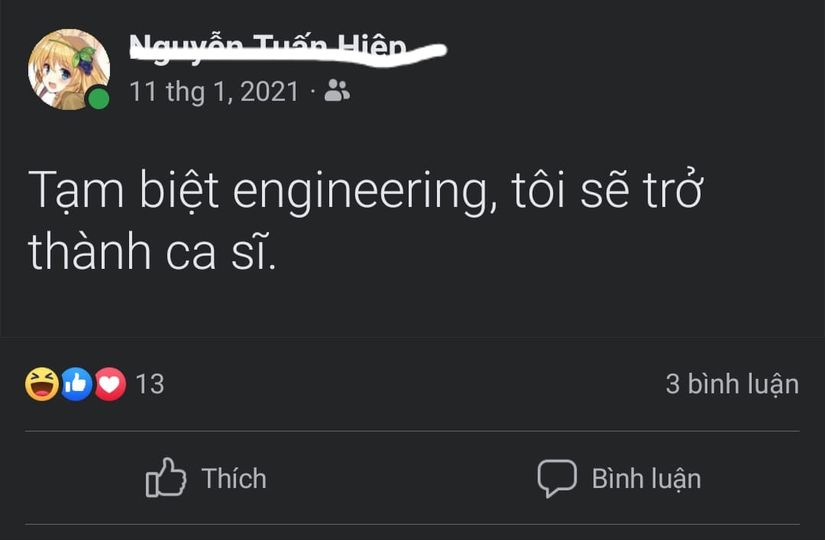 Nguyễn Tuấn Hiệp
11 thg 1, 2021 ·
Tạm biệt engineering, tôi sẽ trở
thành ca sĩ.
13
3 bình luận
Thích
Bình luận